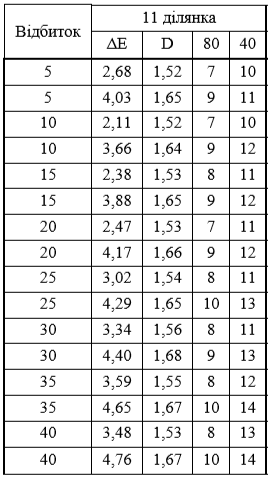 Відбиток 11 ділянка
ΔE D 80 40
5 2,68 1,52 7 10
5 4,03 1,65 9 11
10 2,11 1,52 7 10
10 3,66 1,64 9 12
15 2,38 1,53 8 11
15 3,88 1,65 9 12
20 2,47 1,53 7 11
20 4,17 1,66 9 12
25 3,02 1,54 8 11
25 4,29 1,65 10 13
30 3,34 1,56 8 11
30 4,40 1,68 9 13
35 3,59 1,55 8 12
35 4,65 1,67 10 14
40 3,48 1,53 8 13
40 4,76 1,67 10 14